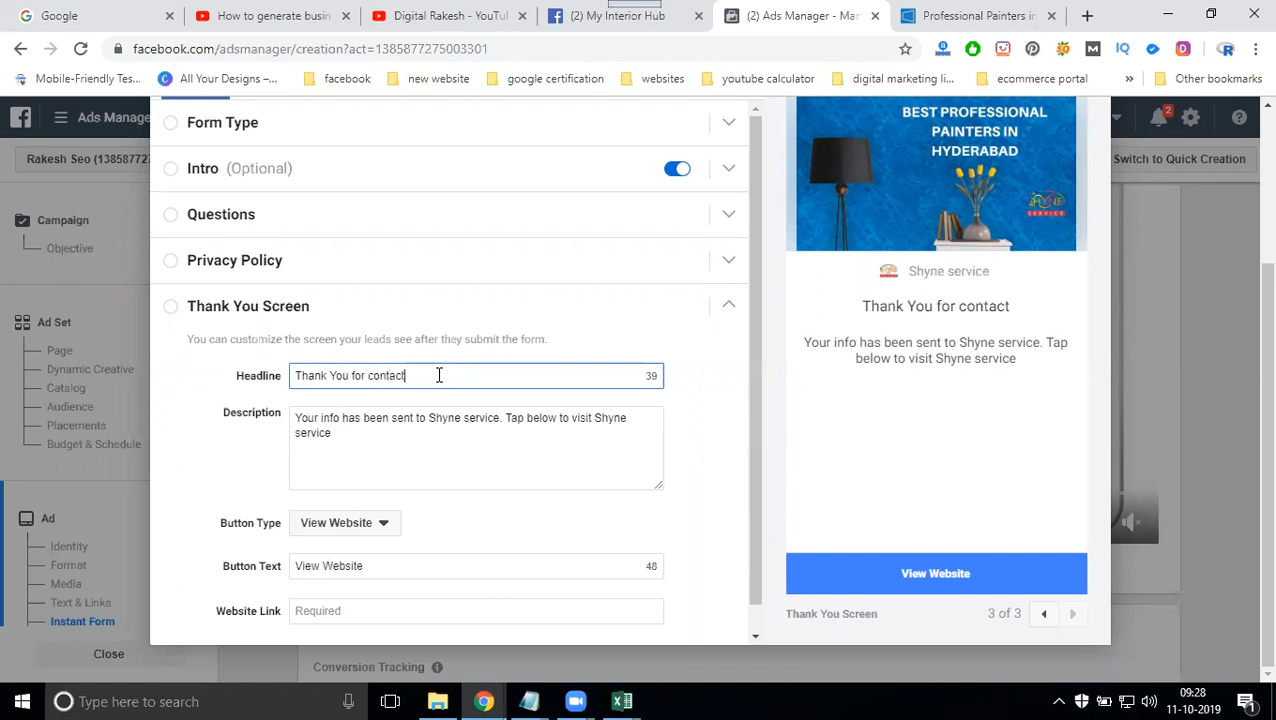 Google
How to generate busin
Digital Rakesh - YouTu
(2) My Interior Hub
(2) Ads Manager - Mar
Professional Painters in
facebook.com/adsmanager/creation?act=1385877275003301
Mobile-Friendly Tes...
All Your Designs –...
facebook
new website
google certification
websites
youtube calculator
digital marketing li...
ecommerce portal
Other bookmarks
Ads Manage
Rakesh Seo (13858772
Switch to Quick Creation
Campaign
Objective
Ad Set
Page
Dynamic Creative
Catalog
Audience
Placements
Budget & Schedule
Ad
Identity
Format
Media
Text & Links
Instant Form
Close
Form Type
Intro (Optional)
Questions
Privacy Policy
Thank You Screen
You can customize the screen your leads see after they submit the form.
Headline
Thank You for contact
39
Description
Your info has been sent to Shyne service. Tap below to visit Shyne
service
Button Type
View Website
Button Text
View Website
48
Website Link
Required
BEST PROFESSIONAL
PAINTERS IN
HYDERABAD
SHYNE
SERVICE
Shyne service
Thank You for contact
Your info has been sent to Shyne service. Tap
below to visit Shyne service
View Website
Thank You Screen
3 of 3
Conversion Tracking
Type here to search
09:28
11-10-2019